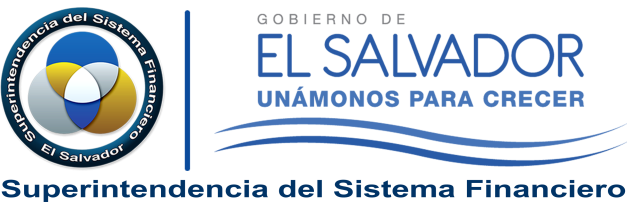 Superintendencia del Sistema Financiero
El Salvador
GOBIERNO DE
EL SALVADOR
UNÁMONOS PARA CRECER
Superintendencia del Sistema Financiero